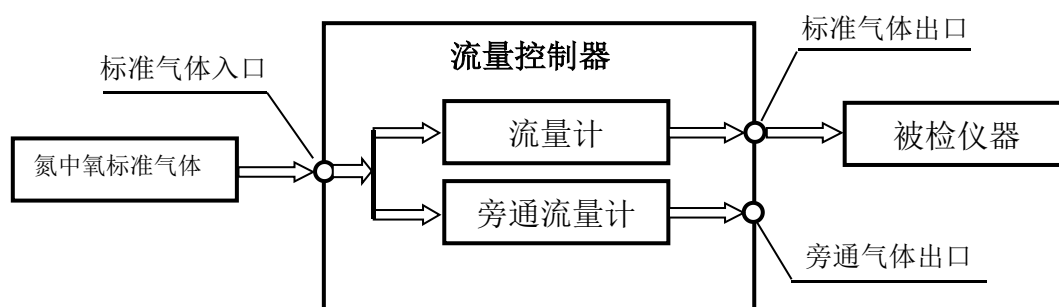 标准气体出口
流量控制器
标准气体入口
流量计
被检仪器
氮中氧标准气体
旁通流量计
旁通气体出口